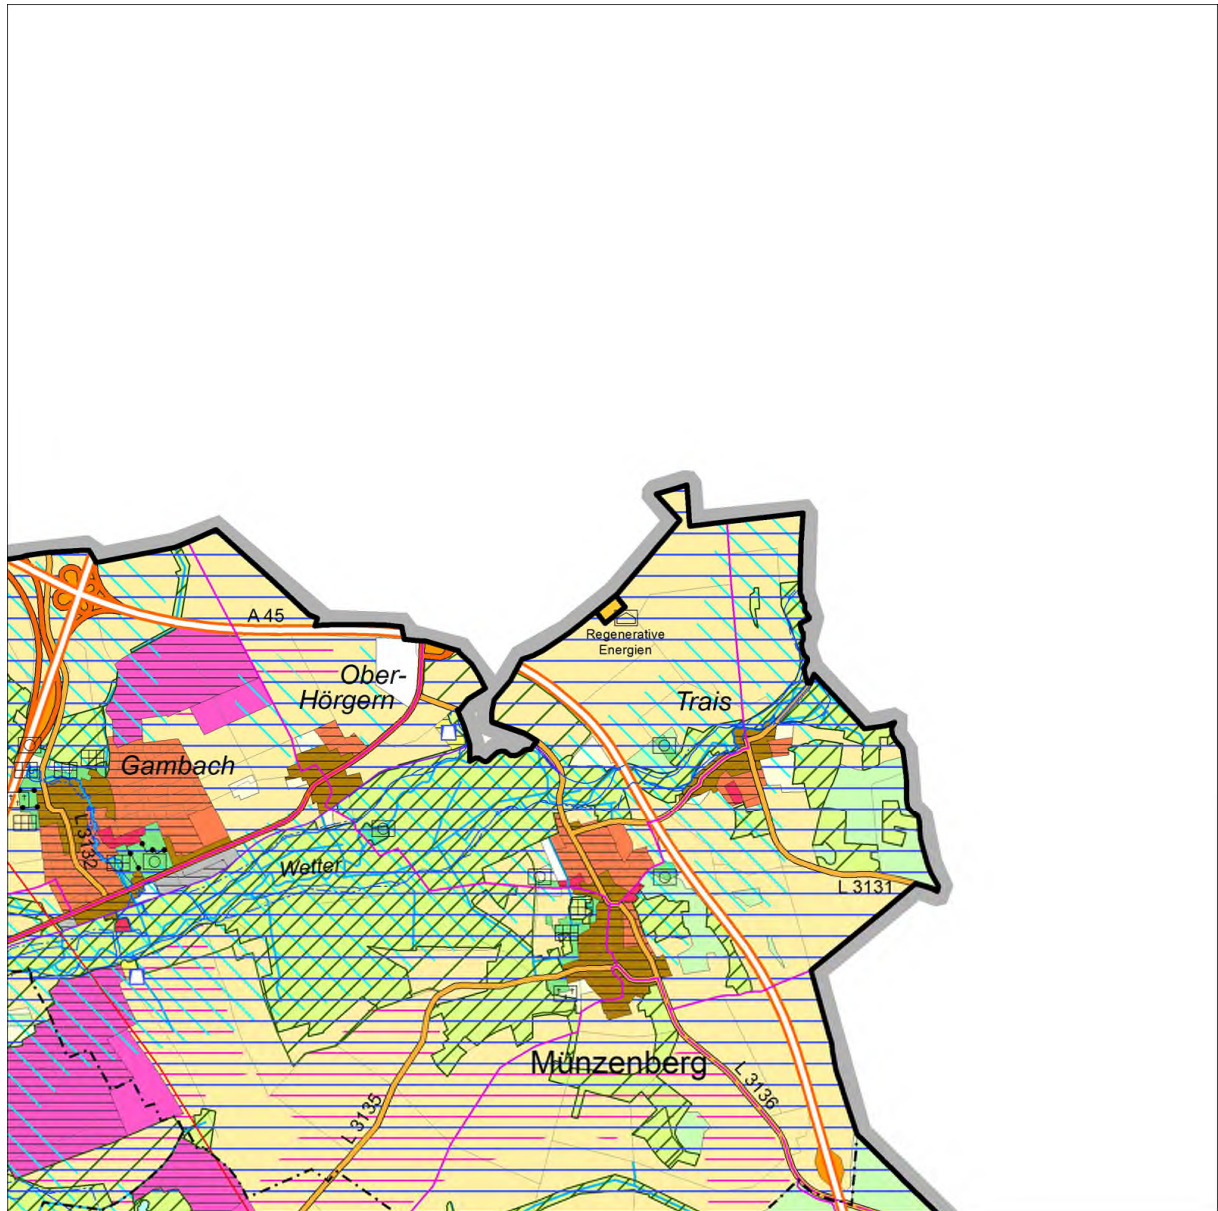 A 45
Regenerative
Energien
Ober-
Hörgern
Trais
Gambach
L 3132
Wetter
L 3131
Münzenberg
L 3136
L 3135